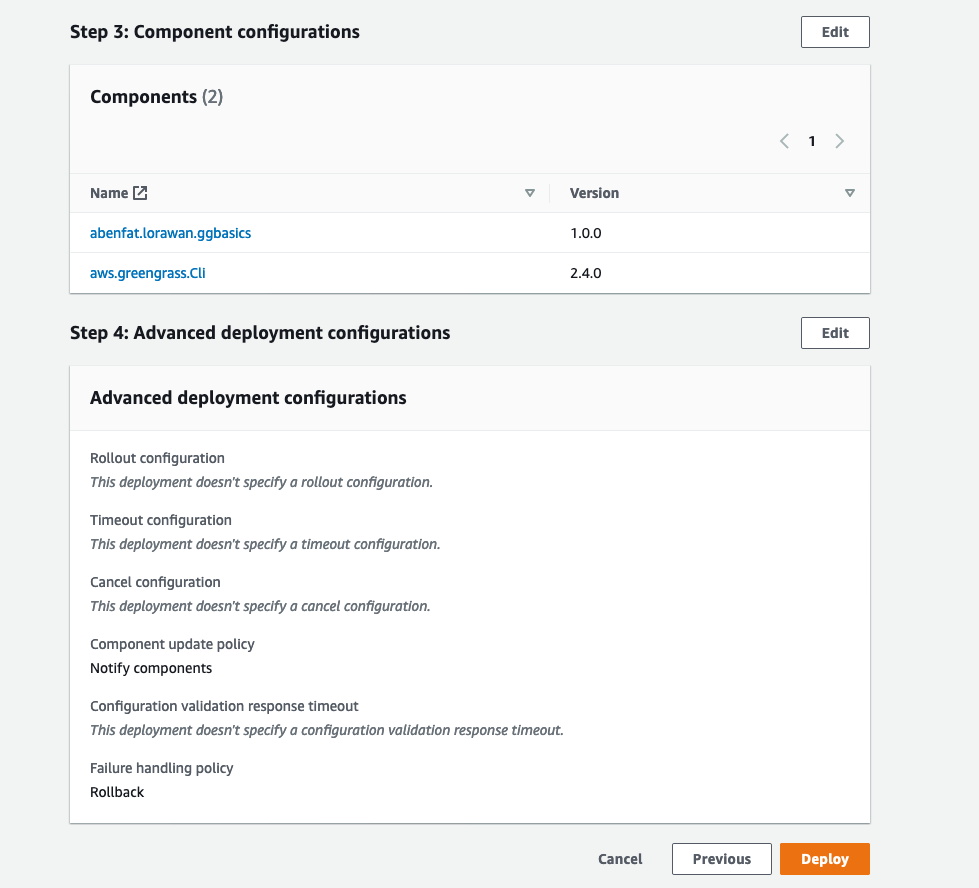 Step 3: Component configurations
Edit
Components (2)
1
Name
Version
abenfat.lorawan.ggbasics
1.0.0
aws.greengrass.Cli
2.4.0
Step 4: Advanced deployment configurations
Edit
Advanced deployment configurations
Rollout configuration
This deployment doesn't specify a rollout configuration.
Timeout configuration
This deployment doesn't specify a timeout configuration.
Cancel configuration
This deployment doesn't specify a cancel configuration.
Component update policy
Notify components
Configuration validation response timeout
This deployment doesn't specify a configuration validation response timeout.
Failure handling policy
Rollback
Cancel
Previous
Deploy